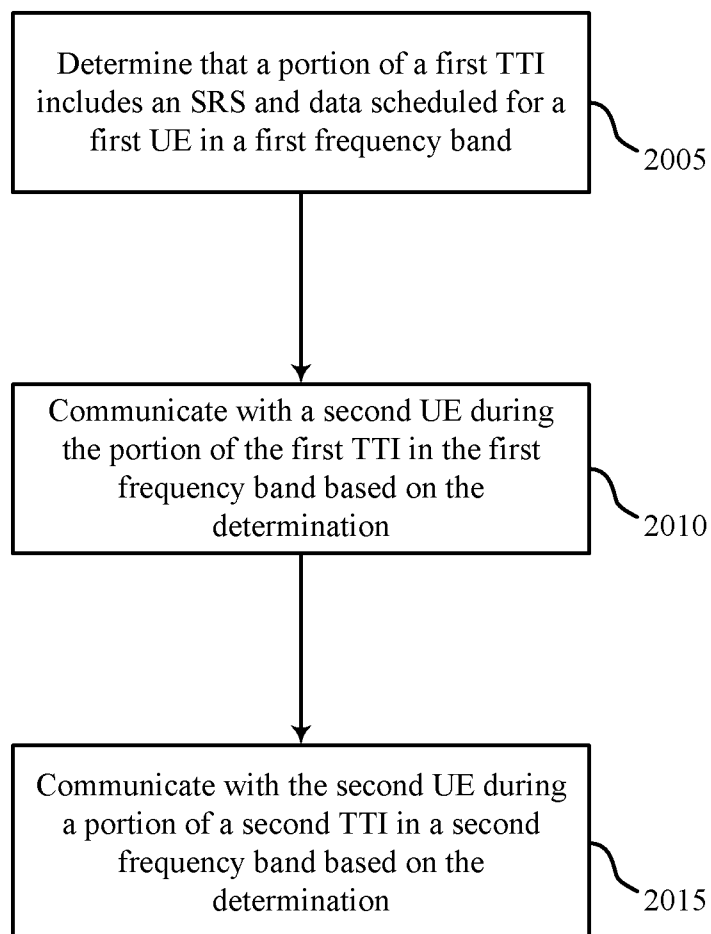 Determine that a portion of a first TTI
includes an SRS and data scheduled for a
first UE in a first frequency band
2005
Communicate with a second UE during
the portion of the first TTI in the first
frequency band based on the
determination
2010
Communicate with the second UE during
a portion of a second TTI in a second
frequency band based on the
determination
2015